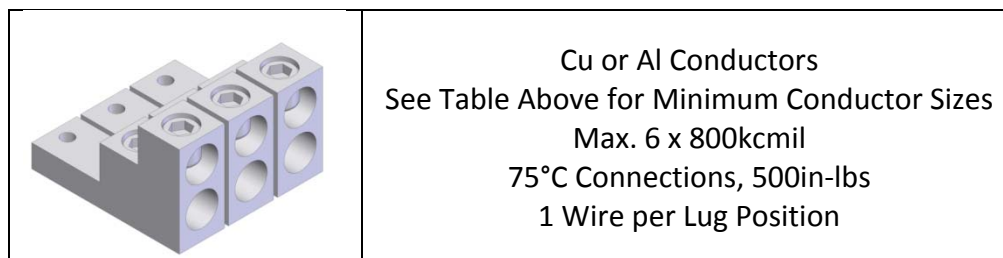 Cu or Al Conductors
See Table Above for Minimum Conductor Sizes
Max. 6 x 800kcmil
75°C Connections, 500in-lbs
1 Wire per Lug Position